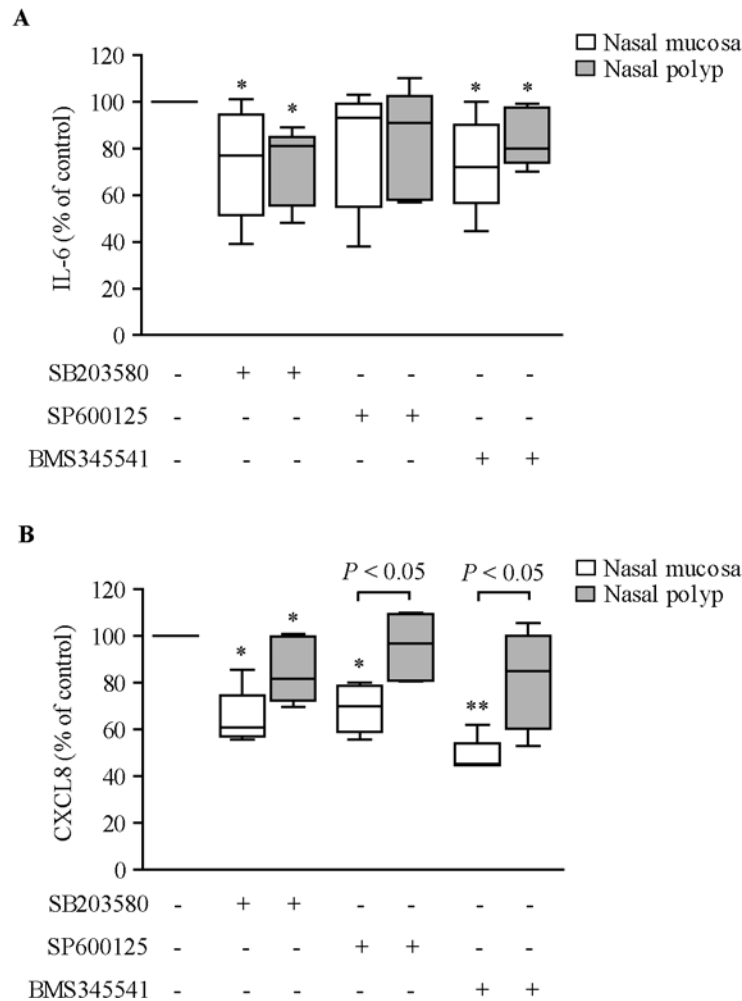 A
Nasal mucosa
Nasal polyp
IL-6 (% of control)
120
100
80
60
40
20
0
* * * *
SB203580 - + + - - - -
SP600125 - - - + + - -
BMS345541 - - - - - + +
B
Nasal mucosa
Nasal polyp
P < 0.05 P < 0.05
CXCL8 (% of control)
120
100
80
60
40
20
0
* * * **
SB203580 - + + - - - -
SP600125 - - - + + - -
BMS345541 - - - - - + +